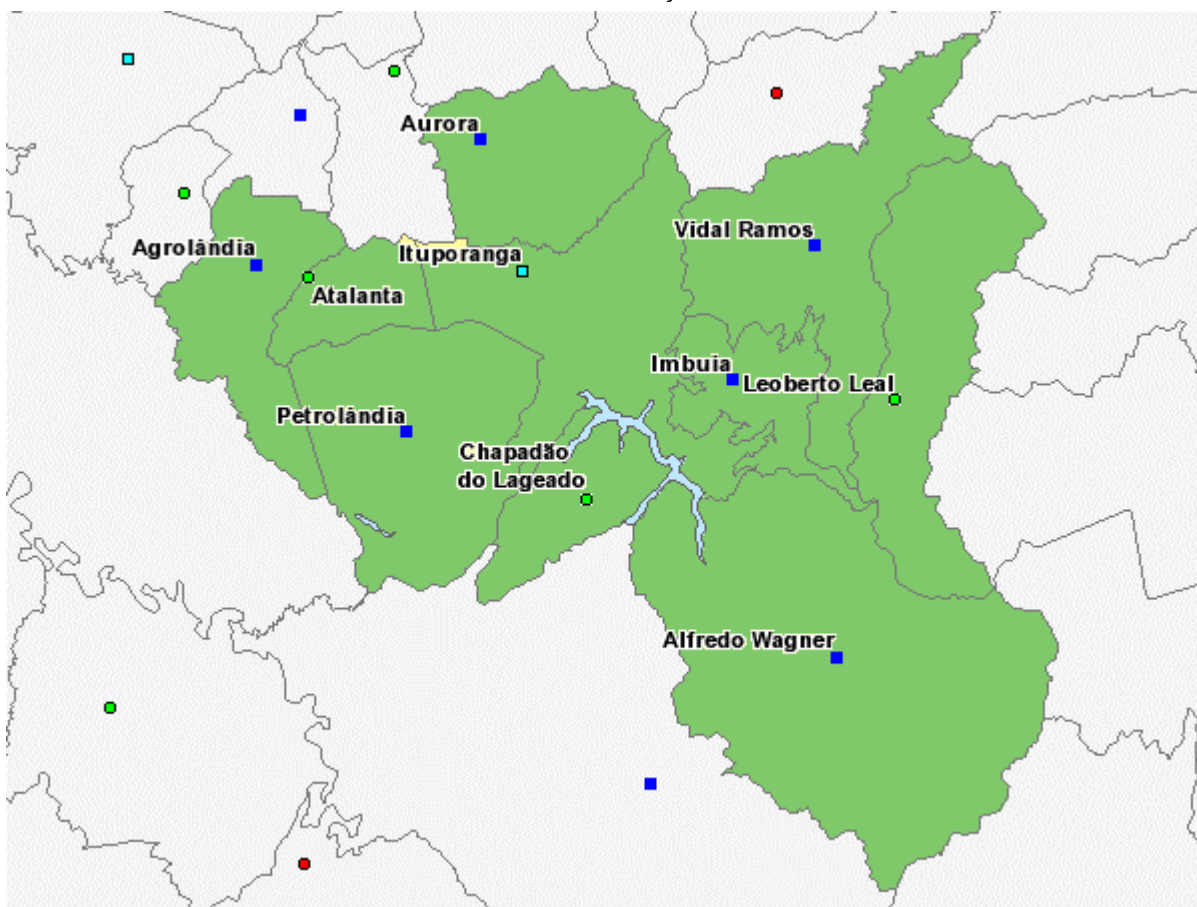 Aurora
Vidal Ramos
Agrolândia
Ituporanga
Atalanta
Imbuia
Leoberto Leal
Petrolândia
Chapadão
do Lageado
Alfredo Wagner